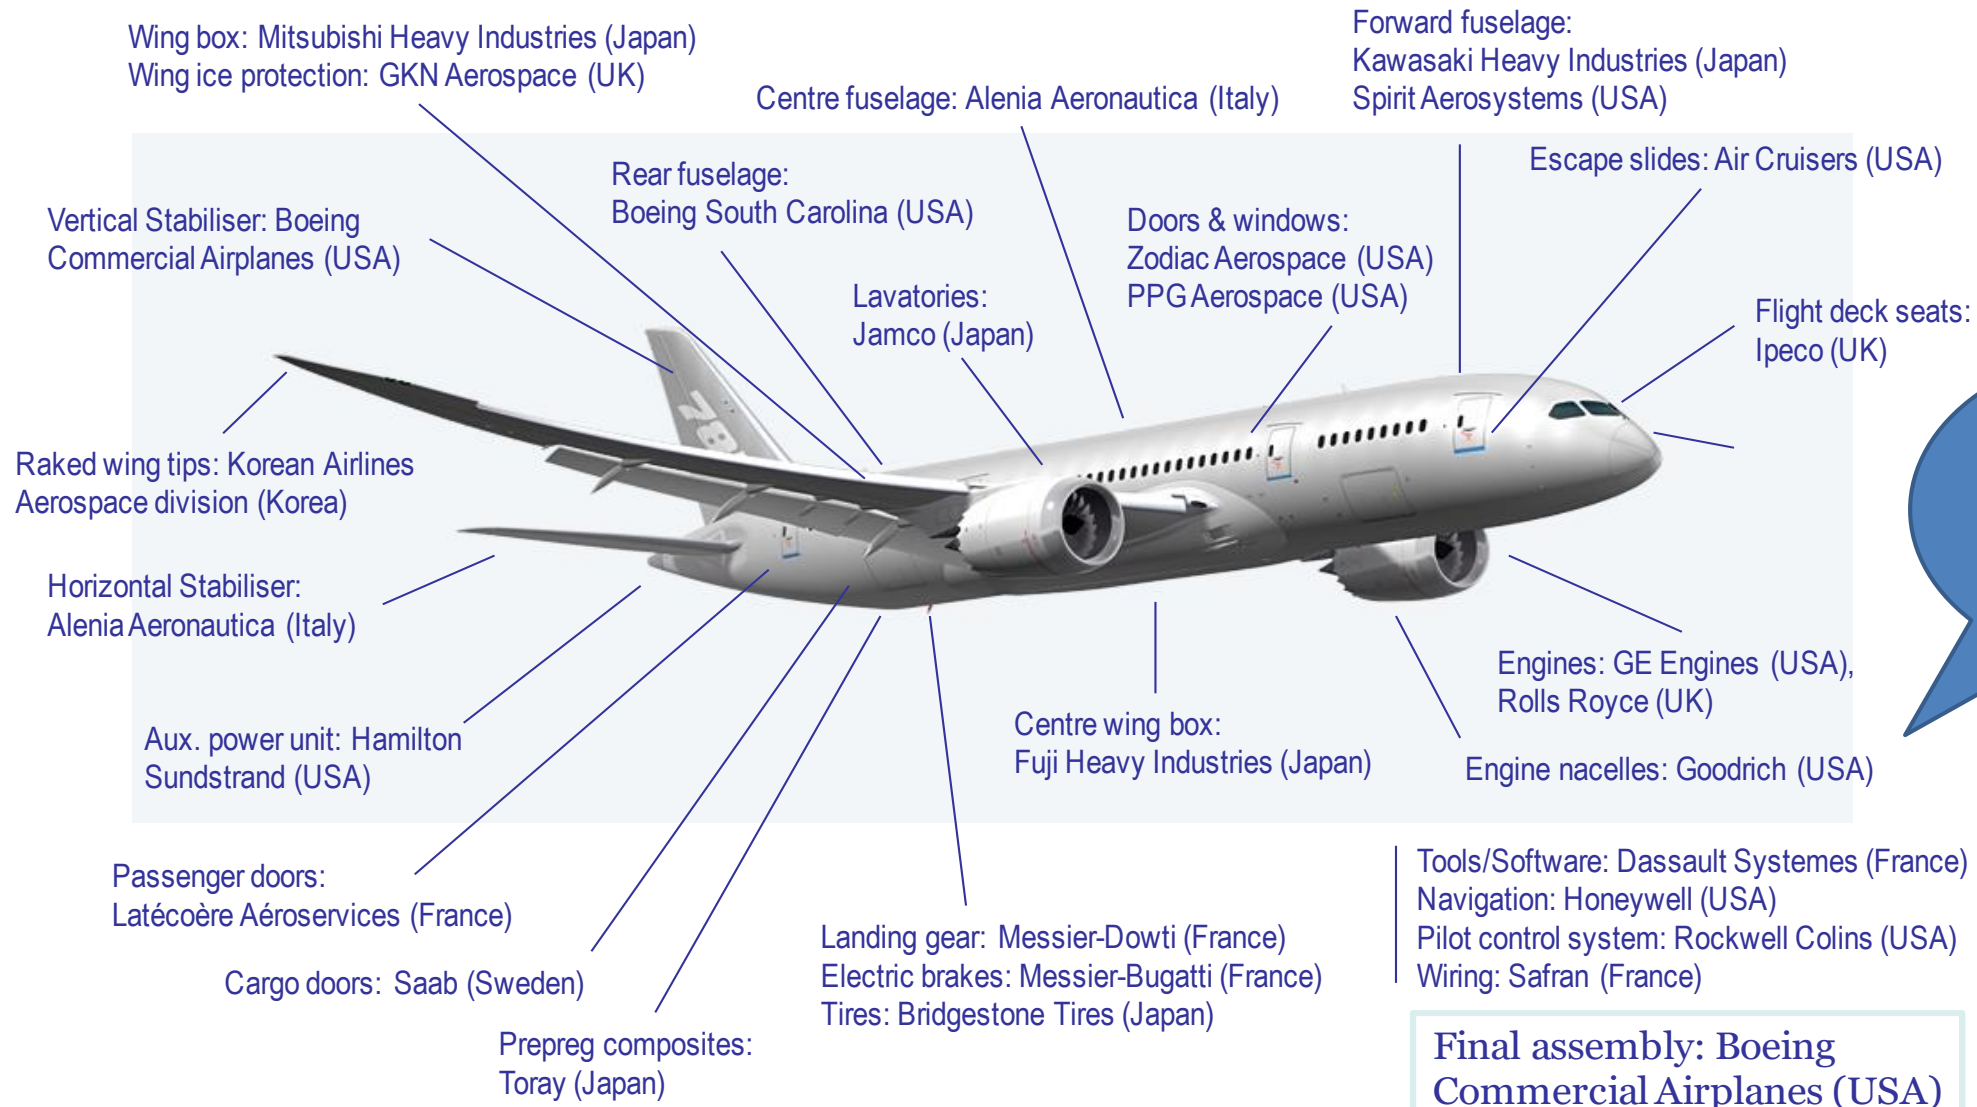 Wing box: Mitsubishi Heavy Industries (Japan)
Wing ice protection: GKN Aerospace (UK)
Forward fuselage:
Kawasaki Heavy Industries (Japan)
Spirit Aerosystems (USA)
Centre fuselage: Alenia Aeronautica (Italy)
Escape slides: Air Cruisers (USA)
Rear fuselage:
Boeing South Carolina (USA)
Vertical Stabiliser: Boeing
Commercial Airplanes (USA)
Doors & windows:
Zodiac Aerospace (USA)
PPG Aerospace (USA)
Lavatories:
Jamco (Japan)
Flight deck seats:
Ipeco (UK)
787
Raked wing tips: Korean Airlines
Aerospace division (Korea)
Horizontal Stabiliser:
Alenia Aeronautica (Italy)
Engines: GE Engines (USA),
Rolls Royce (UK)
Centre wing box:
Fuji Heavy Industries (Japan)
Aux. power unit: Hamilton
Sundstrand (USA)
Engine nacelles: Goodrich (USA)
Passenger doors:
Latécoère Aéroservices (France)
Tools/Software: Dassault Systemes (France)
Navigation: Honeywell (USA)
Pilot control system: Rockwell Colins (USA)
Wiring: Safran (France)
Landing gear: Messier-Dowti (France)
Electric brakes: Messier-Bugatti (France)
Tires: Bridgestone Tires (Japan)
Cargo doors: Saab (Sweden)
Prepreg composites:
Toray (Japan)
Final assembly: Boeing
Commercial Airplanes (USA)